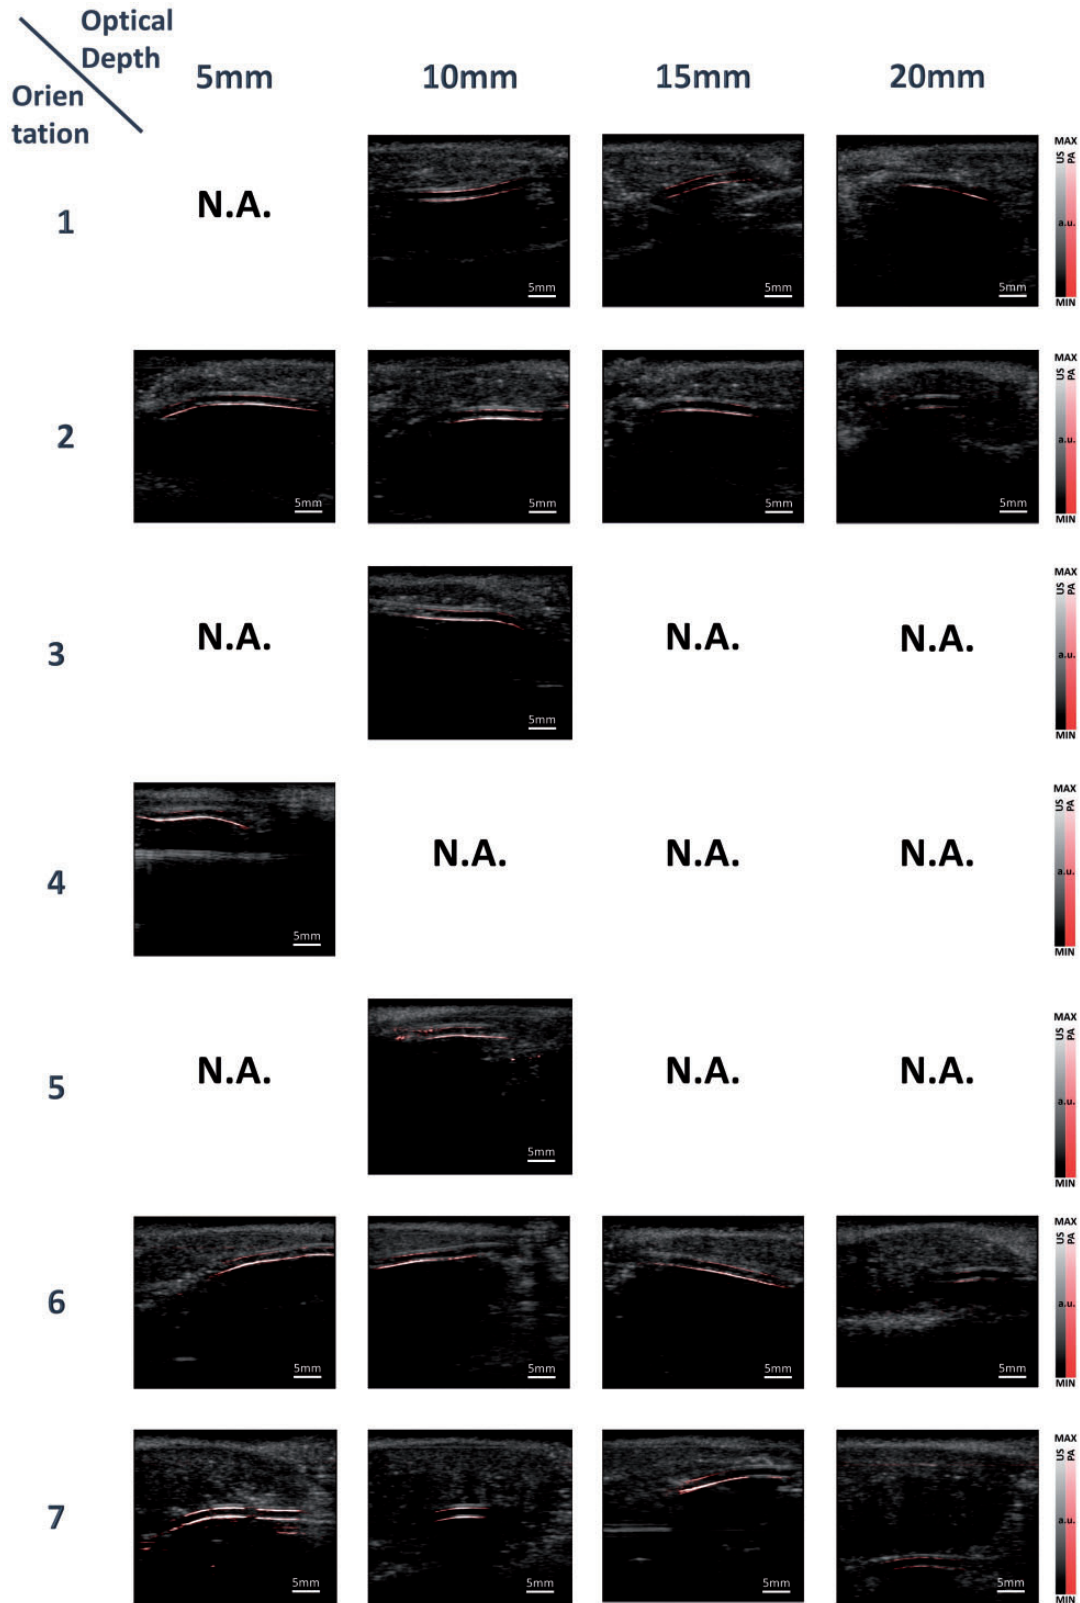 Optical
Depth
Orien
tation
5mm 10mm 15mm 20mm
1 N.A. 5mm 5mm 5mm MAX US PA a.u. MIN
2 5mm 5mm 5mm 5mm MAX US PA a.u. MIN
3 N.A. 5mm N.A. N.A. MAX US PA a.u. MIN
4 5mm N.A. N.A. N.A. MAX US PA a.u. MIN
5 N.A. 5mm N.A. N.A. MAX US PA a.u. MIN
6 5mm 5mm 5mm 5mm MAX US PA a.u. MIN
7 5mm 5mm 5mm 5mm MAX US PA a.u. MIN